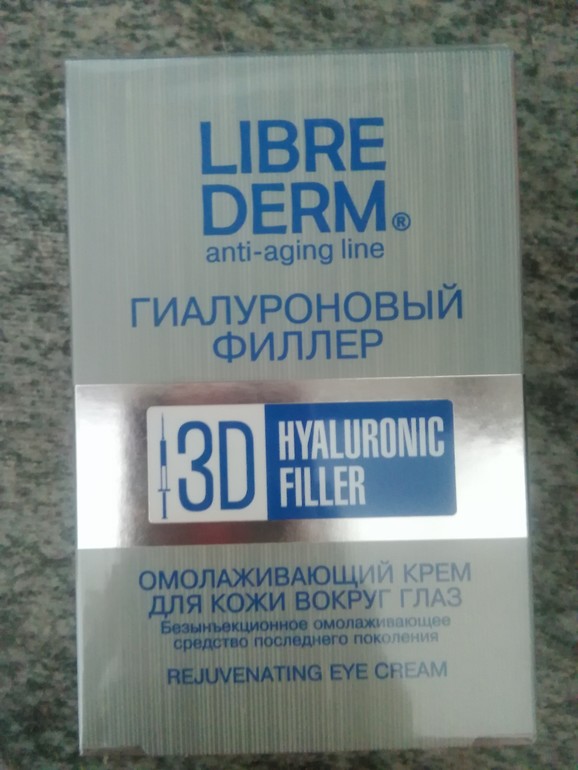 LIBRE
DERM®
anti-aging line
ГИАЛУРОНОВЫЙ
ФИЛЛЕР
3D HYALURONIC
FILLER
ОМОЛАЖИВАЮЩИЙ КРЕМ
ДЛЯ КОЖИ ВОКРУГ ГЛАЗ
Безынъекционное омолаживающее
средство последнего поколения
REJUVENATING EYE CREAM